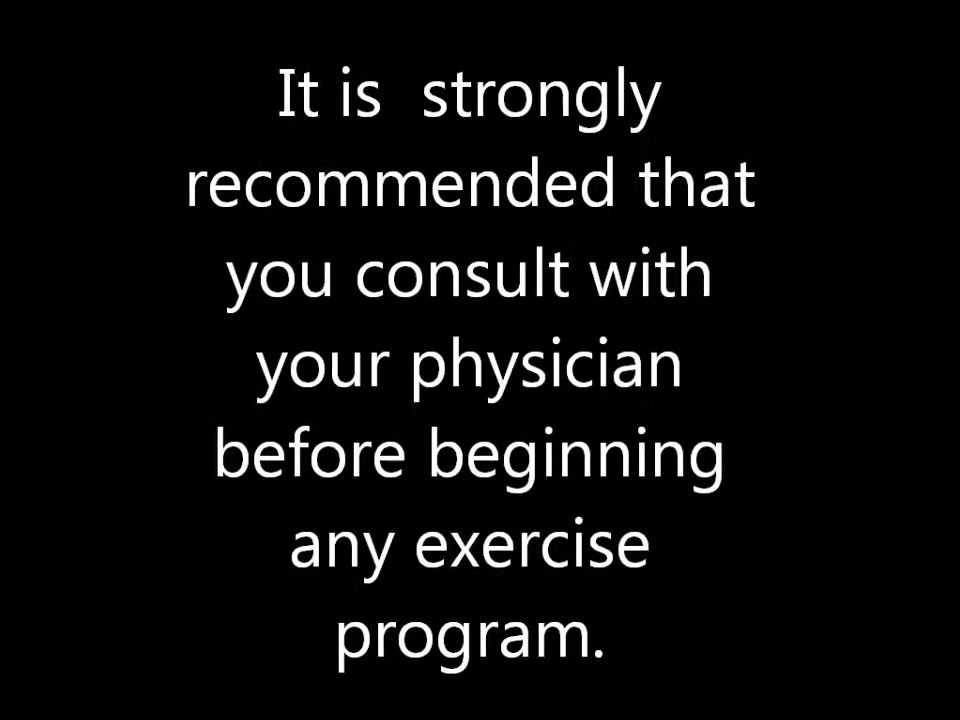 It is  strongly
recommended that
you consult with
your physician
before beginning
any exercise
program.